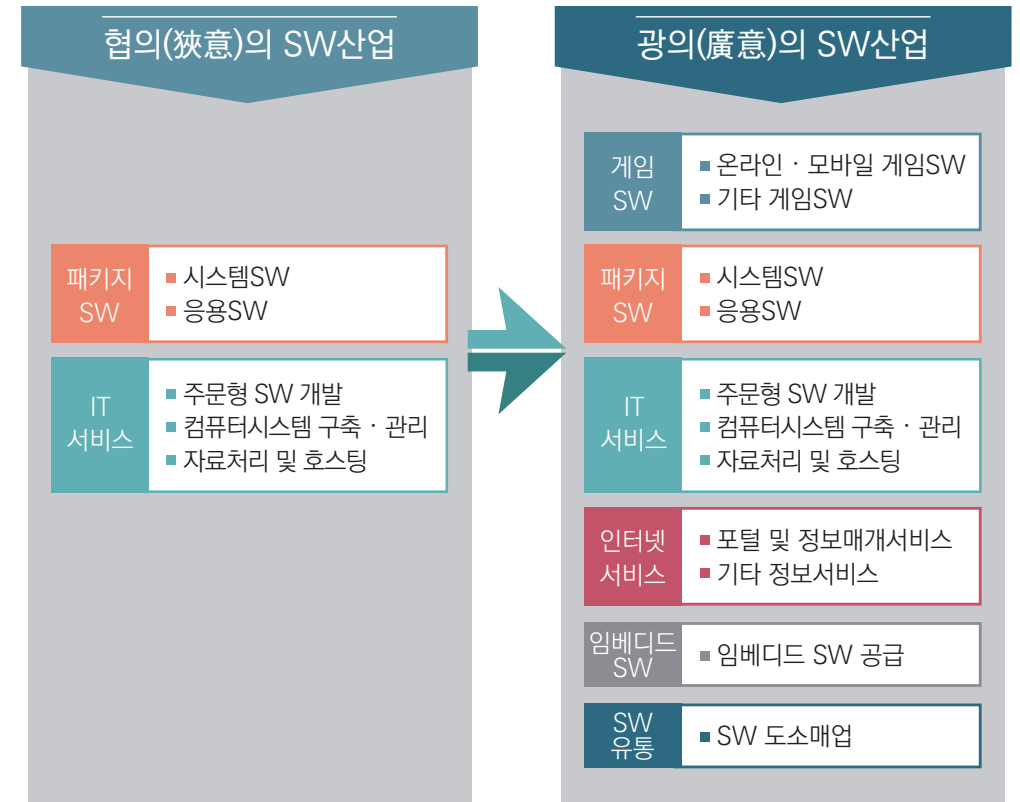 협의(狹意)의 SW산업
패키지
SW
시스템SW
응용SW
IT
서비스
주문형 SW 개발
컴퓨터시스템 구축 · 관리
자료처리 및 호스팅
광의(廣意)의 SW산업
게임
SW
온라인 · 모바일 게임SW
기타 게임SW
패키지
SW
시스템SW
응용SW
IT
서비스
주문형 SW 개발
컴퓨터시스템 구축 · 관리
자료처리 및 호스팅
인터넷
서비스
포털 및 정보매개서비스
기타 정보서비스
임베디드
SW
임베디드 SW 공급
SW
유통
SW 도소매업